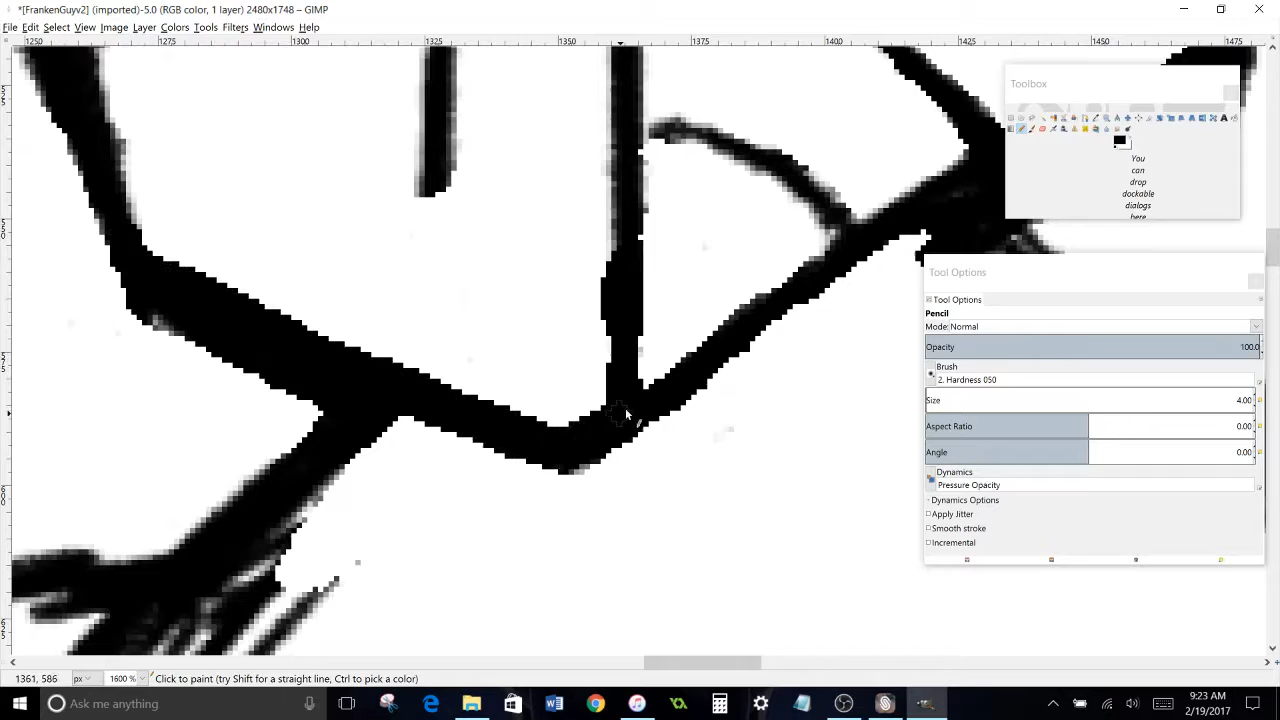 *[FrankenGuyv2] (imported)-5.0 (RGB color, 1 layer) 2480x1748 – GIMP
File Edit Select View Image Layer Colors Tools Filters Windows Help
1250 1275 1300 1325 1350 1375 1400 1425 1450 1475
Toolbox
You
can
drop
dockable
dialogs
here
Tool Options
Tool Options
Pencil
Mode: Normal
Opacity 100.0
Brush
2. Hardness 050
Size 4.00
Aspect Ratio 0.00
Angle 0.00
Dynamics
Pressure Opacity
Dynamics Options
Apply Jitter
Smooth stroke
Incremental
1361, 586 px 1600 % Click to paint (try Shift for a straight line, Ctrl to pick a color)
Ask me anything
9:23 AM
2/19/2017